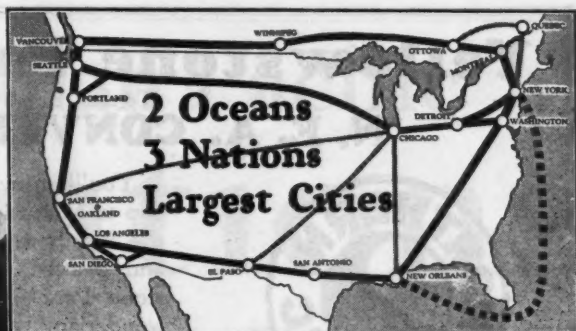 VANCOUVER
WINNIPEG
QUEBEC
OTTAWA
MONTREAL
SEATTLE
PORTLAND
NEW YORK
DETROIT
WASHINGTON
CHICAGO
2 Oceans
3 Nations
Largest Cities
SAN FRANCISCO
&
OAKLAND
LOS ANGELES
SAN DIEGO
EL PASO
SAN ANTONIO
NEW ORLEANS